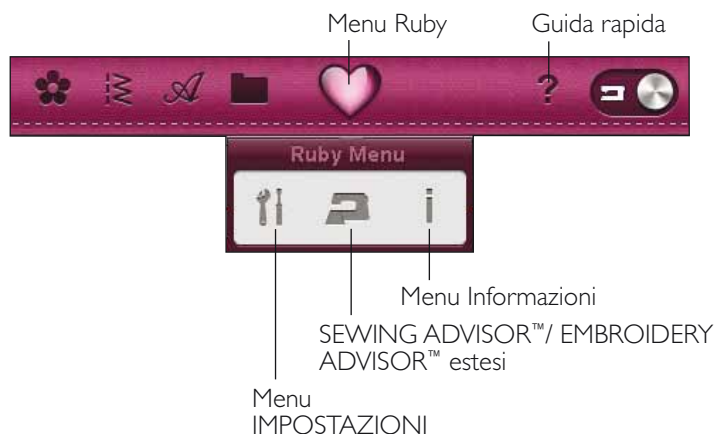 Menu Ruby
Guida rapida
?
Ruby Menu
i
Menu Informazioni
SEWING ADVISOR™/ EMBROIDERY
ADVISOR™ estesi
Menu
IMPOSTAZIONI